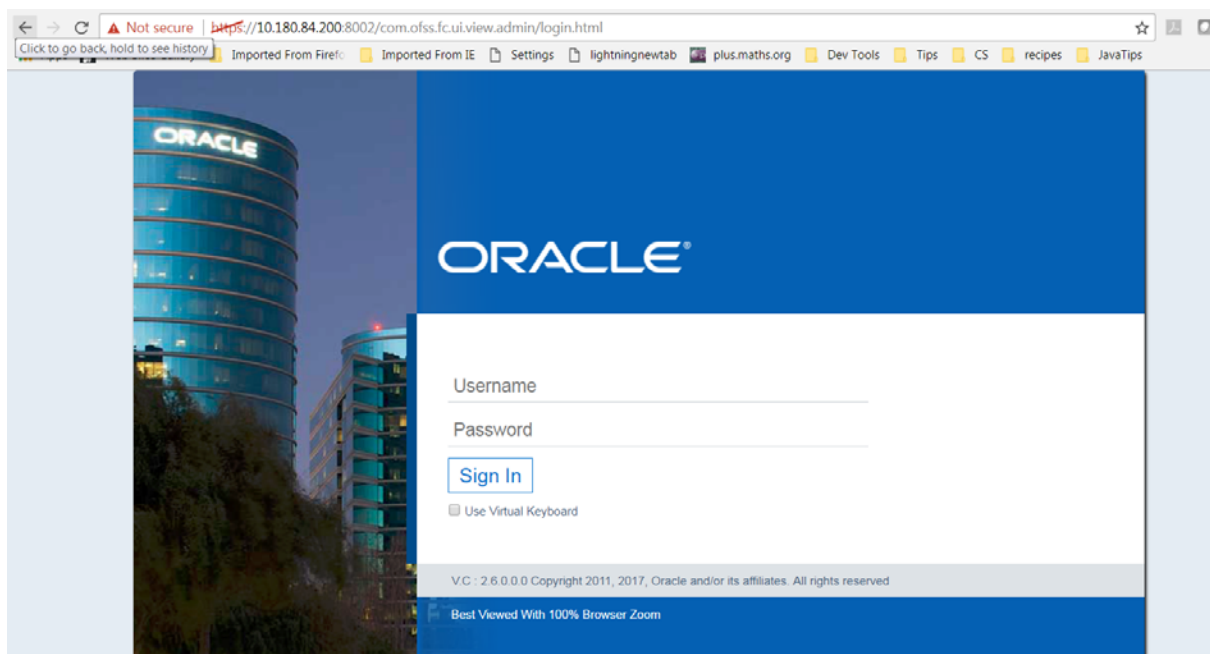 Not secure | https://10.180.84.200:8002/com.ofss.fc.ui.view.admin/login.html
Click to go back, hold to see history
Imported From Firefo Imported From IE Settings lightningnewtab plus.maths.org Dev Tools Tips CS recipes JavaTips
ORACLE
ORACLE®
Username
Password
Sign In
Use Virtual Keyboard
V.C : 2.6.0.0.0 Copyright 2011, 2017, Oracle and/or its affiliates. All rights reserved
Best Viewed With 100% Browser Zoom